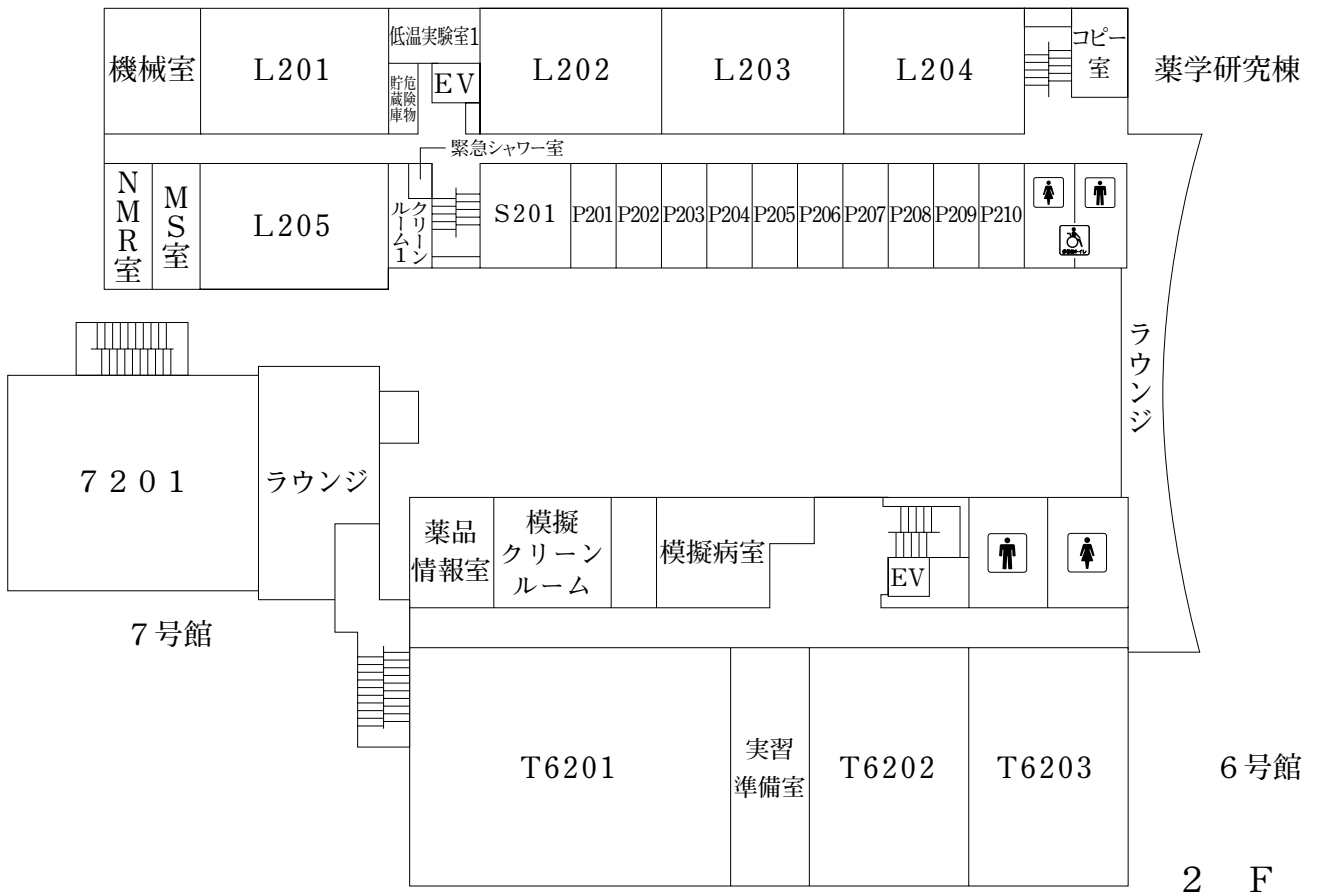 機械室
L201
低温実験室1
危険物
貯蔵庫
EV
L202
L203
L204
コピー
室
薬学研究棟
緊急シャワー室
NMR室
MS室
L205
クリーン
ルーム1
S201
P201
P202
P203
P204
P205
P206
P207
P208
P209
P210
ラウンジ
7201
ラウンジ
7号館
薬品
情報室
模擬
クリーン
ルーム
模擬病室
EV
T6201
実習
準備室
T6202
T6203
6号館
2 F